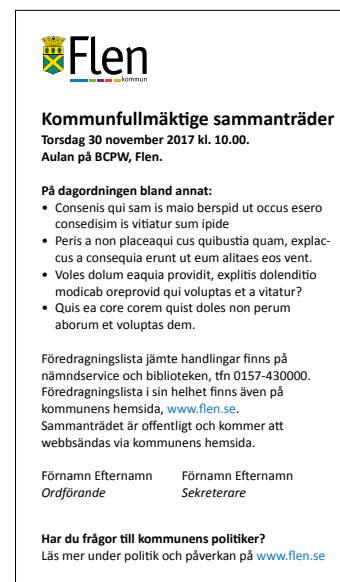 Flen
kommun
Kommunfullmäktige sammanträder
Torsdag 30 november 2017 kl. 10.00.
Aulan på BCPW, Flen.
På dagordningen bland annat:
• Consenis qui sam is maio berspid ut occus esero
consedisim is vitiatur sum ipide
• Peris a non placeaqui cus quibustia quam, explac-
cus a consequia erunt ut eum alitaes eos vent.
• Voles dolum eaquia providit, explitis dolenditio
modicab oreprovid qui voluptas et a vitatur?
• Quis ea core corem quist doles non perum
aborum et voluptas dem.
Föredragningslista jämte handlingar finns på
nämndservice och biblioteken, tfn 0157-430000.
Föredragningslista i sin helhet finns även på
kommunens hemsida, www.flen.se.
Sammanträdet är offentligt och kommer att
webbsändas via kommunens hemsida.
Förnamn Efternamn Förnamn Efternamn
Ordförande Sekreterare
Har du frågor till kommunens politiker?
Läs mer under politik och påverkan på www.flen.se